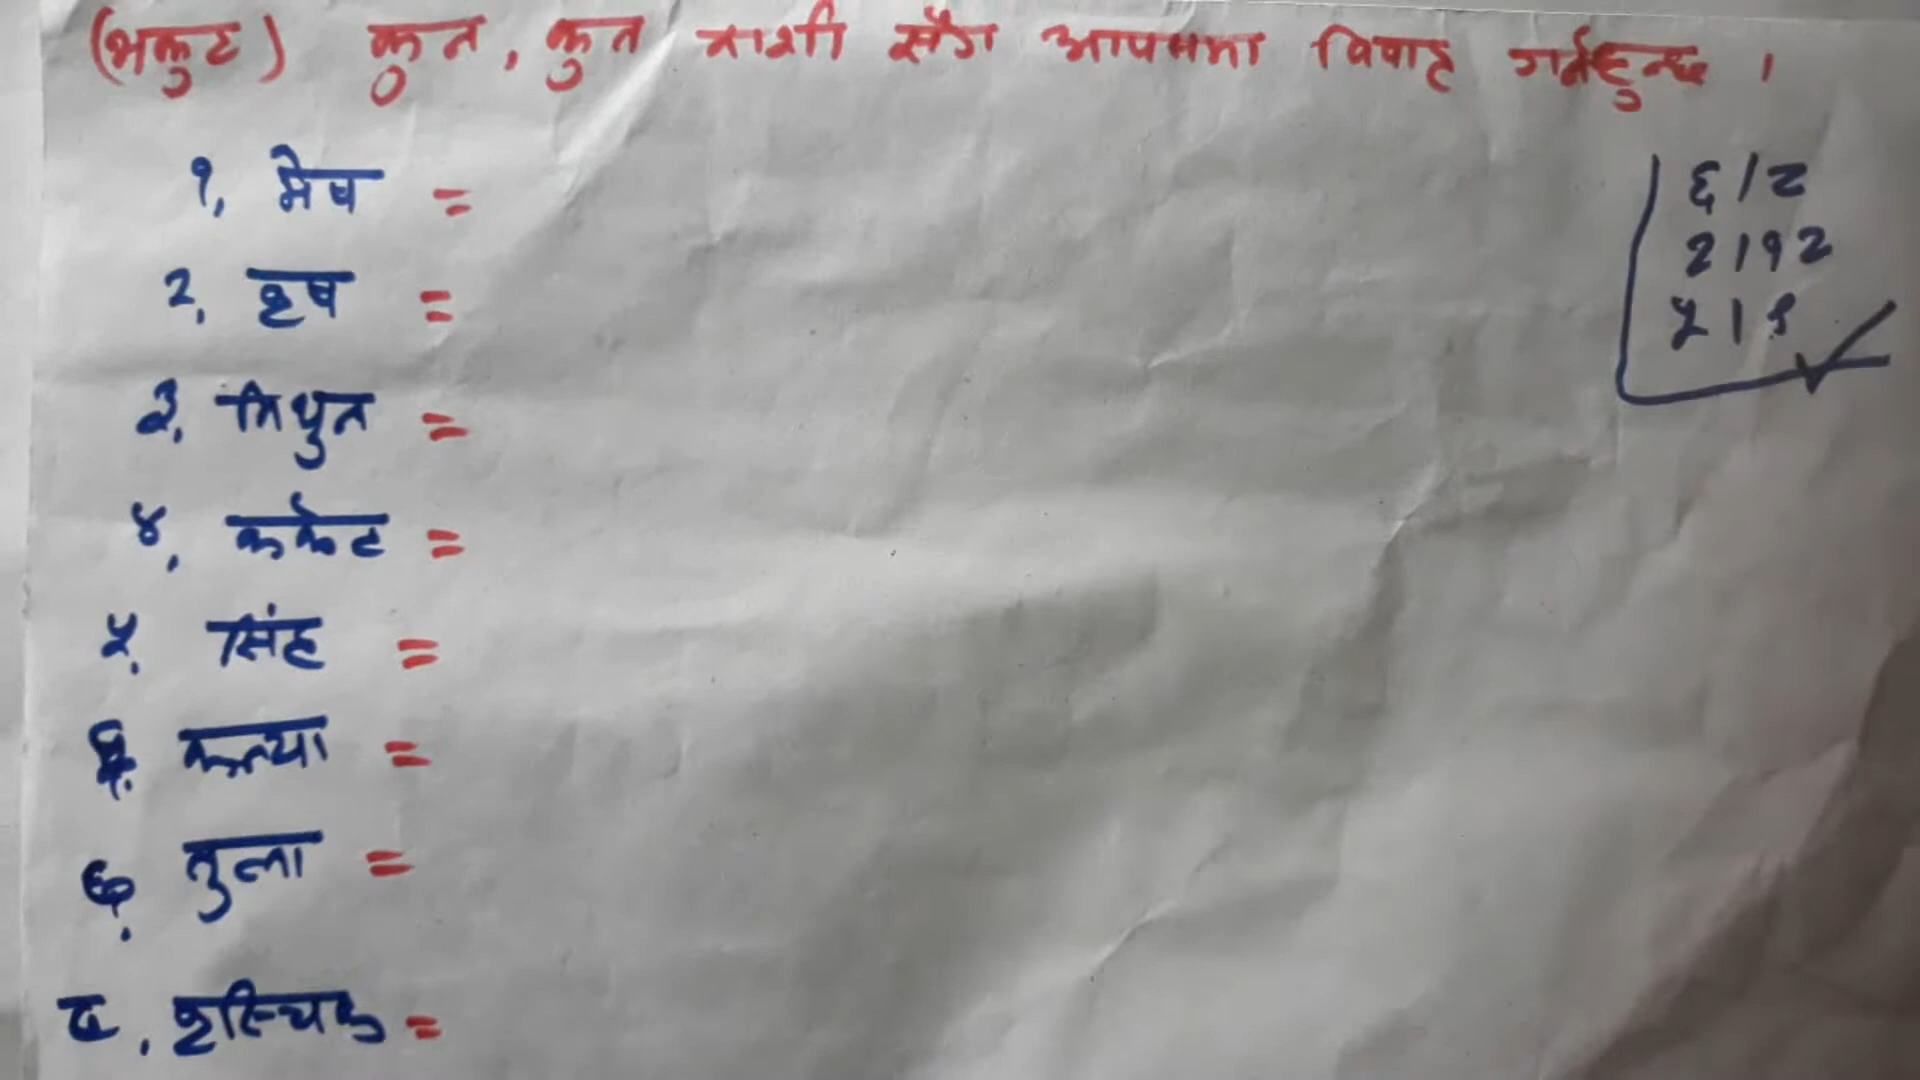 (भकुट) कुन, कुन राशी सँग आपसमा विवाह गर्नहुन्छ ।
१. मेष =
६/८
२/१२
५/९
२. वृष =
३. मिथुन =
४. कर्कट =
५. सिंह =
६. कन्या =
७. तुला =
८. वृस्चिक =